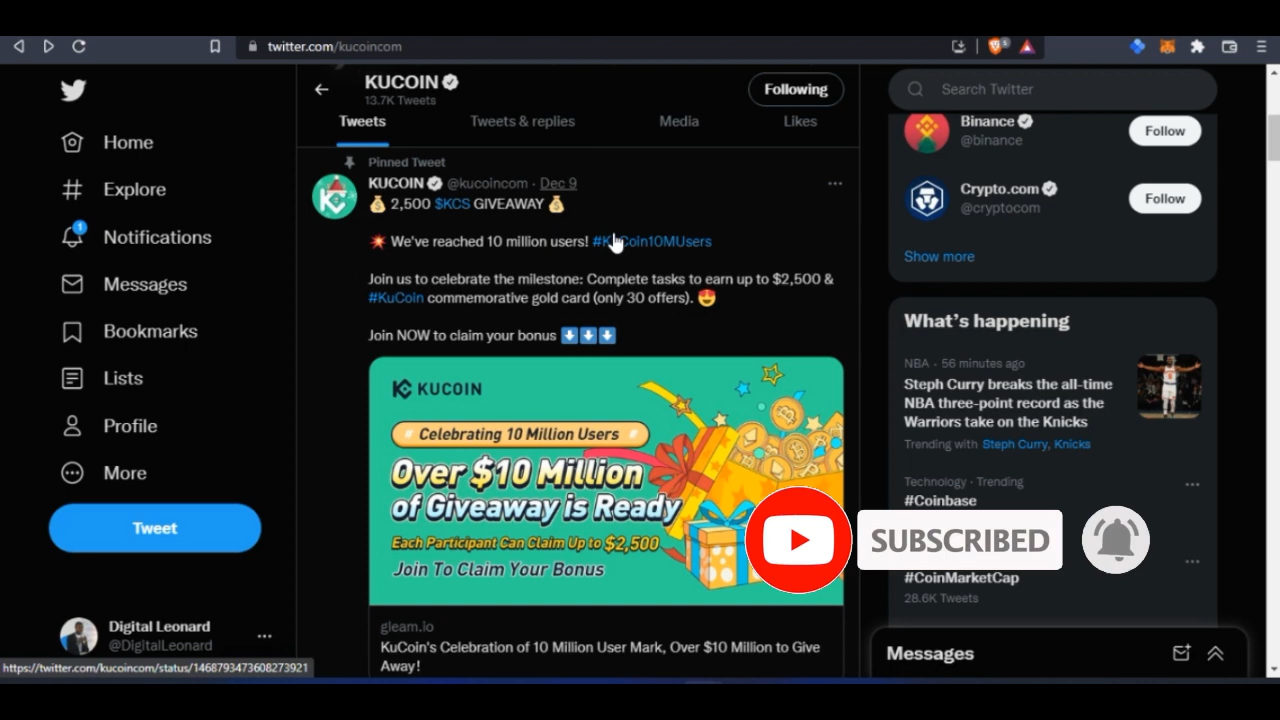 twitter.com/kucoincom
KUCOIN
13.7K Tweets
Following
Tweets
Tweets & replies
Media
Likes
Home
Explore
1
Notifications
Messages
Bookmarks
Lists
Profile
More
Tweet
Digital Leonard
@DigitalLeonard
https://twitter.com/kucoincom/status/1468793473608273921
Pinned Tweet
KUCOIN @kucoincom · Dec 9
2,500 $KCS GIVEAWAY
We've reached 10 million users! #KuCoin10MUsers
Join us to celebrate the milestone: Complete tasks to earn up to $2,500 &
#KuCoin commemorative gold card (only 30 offers).
Join NOW to claim your bonus
KUCOIN
Celebrating 10 Million Users
Over $10 Million
of Giveaway is Ready
Each Participant Can Claim Up to $2,500
Join To Claim Your Bonus
gleam.io
KuCoin's Celebration of 10 Million User Mark, Over $10 Million to Give
Away!
Search Twitter
Binance
@binance
Follow
Crypto.com
@cryptocom
Follow
Show more
What's happening
NBA · 56 minutes ago
Steph Curry breaks the all-time
NBA three-point record as the
Warriors take on the Knicks
Trending with Steph Curry, Knicks
Technology · Trending
#Coinbase
SUBSCRIBED
#CoinMarketCap
28.6K Tweets
Messages